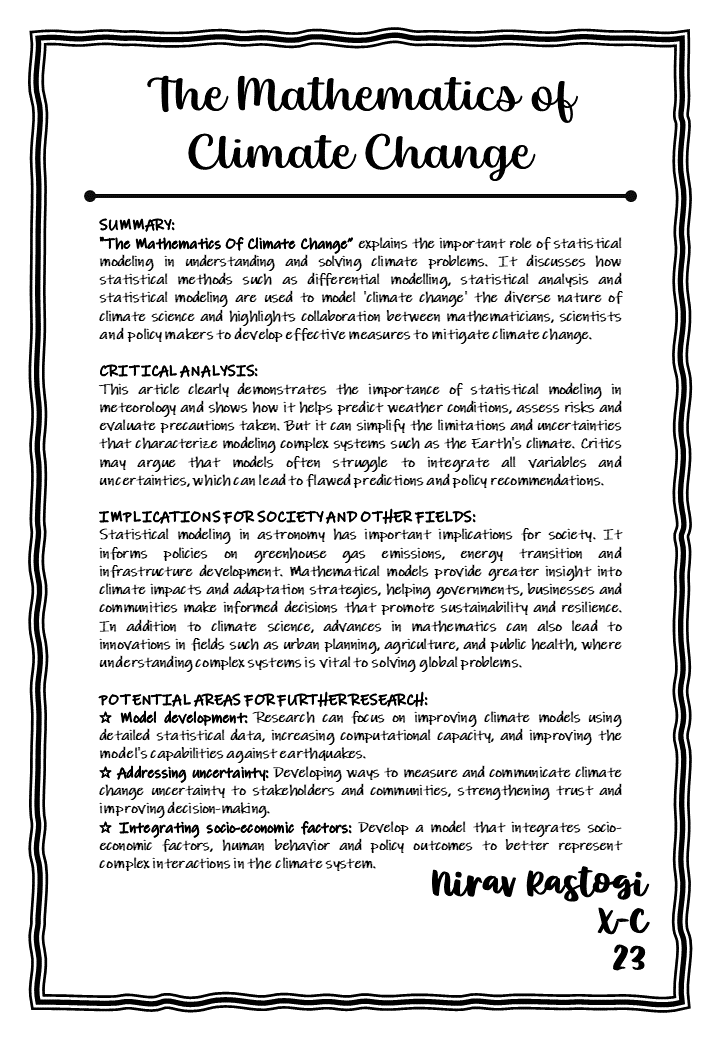 The Mathematics of
Climate Change
SUMMARY:
"The Mathematics Of Climate Change" explains the important role of statistical
modeling in understanding and solving climate problems. It discusses how
statistical methods such as differential modelling, statistical analysis and
statistical modeling are used to model 'climate change' the diverse nature of
climate science and highlights collaboration between mathematicians, scientists
and policy makers to develop effective measures to mitigate climate change.
CRITICAL ANALYSIS:
This article clearly demonstrates the importance of statistical modeling in
meteorology and shows how it helps predict weather conditions, assess risks and
evaluate precautions taken. But it can simplify the limitations and uncertainties
that characterize modeling complex systems such as the Earth's climate. Critics
may argue that models often struggle to integrate all variables and
uncertainties, which can lead to flawed predictions and policy recommendations.
IMPLICATIONS FOR SOCIETY AND OTHER FIELDS:
Statistical modeling in astronomy has important implications for society. It
informs policies on greenhouse gas emissions, energy transition and
infrastructure development. Mathematical models provide greater insight into
climate impacts and adaptation strategies, helping governments, businesses and
communities make informed decisions that promote sustainability and resilience.
In addition to climate science, advances in mathematics can also lead to
innovations in fields such as urban planning, agriculture, and public health, where
understanding complex systems is vital to solving global problems.
POTENTIAL AREAS FOR FURTHER RESEARCH:
☆ Model development: Research can focus on improving climate models using
detailed statistical data, increasing computational capacity, and improving the
model's capabilities against earthquakes.
☆ Addressing uncertainty: Developing ways to measure and communicate climate
change uncertainty to stakeholders and communities, strengthening trust and
improving decision-making.
☆ Integrating socio-economic factors: Develop a model that integrates socio-
economic factors, human behavior and policy outcomes to better represent
complex interactions in the climate system.
Nirav Rastogi
X-C
23